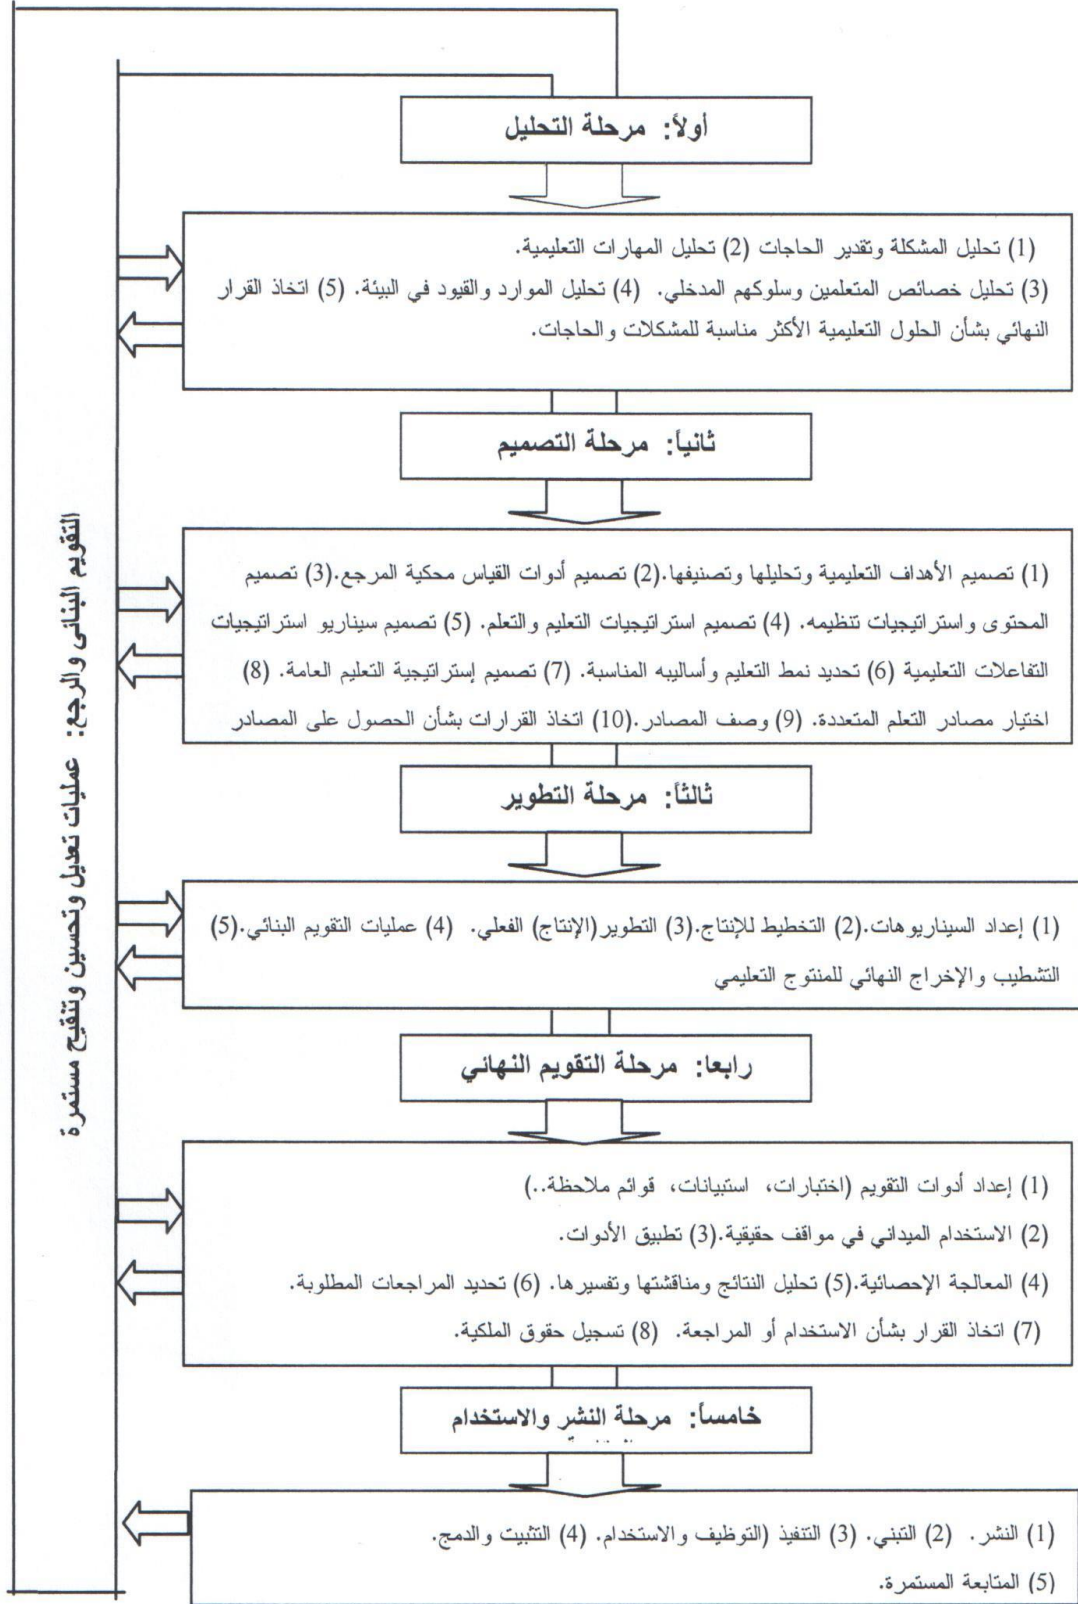 أولاً: مرحلة التحليل
(1) تحليل المشكلة وتقدير الحاجات (2) تحليل المهارات التعليمية.
(3) تحليل خصائص المتعلمين وسلوكهم المدخلي. (4) تحليل الموارد والقيود في البيئة. (5) اتخاذ القرار
النهائي بشأن الحلول التعليمية الأكثر مناسبة للمشكلات والحاجات.
ثانياً: مرحلة التصميم
(1) تصميم الأهداف التعليمية وتحليلها وتصنيفها.(2) تصميم أدوات القياس محكية المرجع.(3) تصميم
المحتوى واستراتيجيات تنظيمه. (4) تصميم استراتيجيات التعليم والتعلم. (5) تصميم سيناريو استراتيجيات
التفاعلات التعليمية (6) تحديد نمط التعليم وأساليبه المناسبة. (7) تصميم إستراتيجية التعليم العامة. (8)
اختيار مصادر التعلم المتعددة. (9) وصف المصادر.(10) اتخاذ القرارات بشأن الحصول على المصادر
ثالثاً: مرحلة التطوير
(1) إعداد السيناريوهات.(2) التخطيط للإنتاج.(3) التطوير(الإنتاج) الفعلي. (4) عمليات التقويم البنائي.(5)
التشطيب والإخراج النهائي للمنتوج التعليمي
رابعا: مرحلة التقويم النهائي
(1) إعداد أدوات التقويم (اختبارات، استبيانات، قوائم ملاحظة..)
(2) الاستخدام الميداني في مواقف حقيقية.(3) تطبيق الأدوات.
(4) المعالجة الإحصائية.(5) تحليل النتائج ومناقشتها وتفسيرها. (6) تحديد المراجعات المطلوبة.
(7) اتخاذ القرار بشأن الاستخدام أو المراجعة. (8) تسجيل حقوق الملكية.
خامساً: مرحلة النشر والاستخدام
(1) النشر. (2) التبني. (3) التنفيذ (التوظيف والاستخدام. (4) التثبيت والدمج.
(5) المتابعة المستمرة.
التقويم البنائى والرجع: عمليات تعديل وتحسين وتنقيح مستمرة